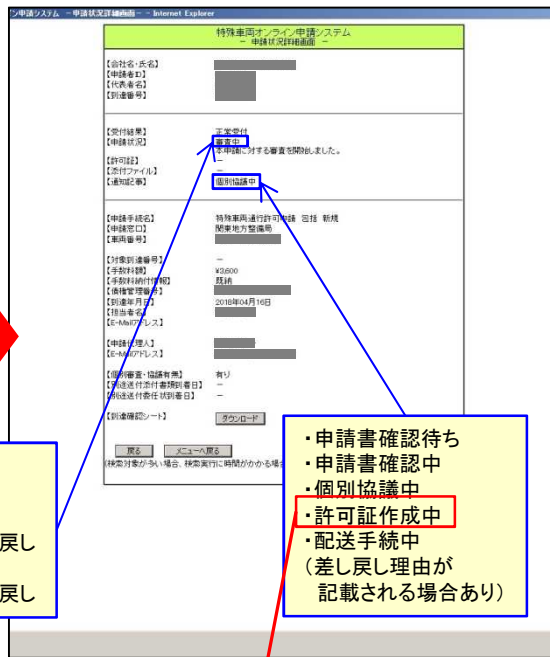 ン申請システム －申請状況詳細画面－ - Internet Explorer
特殊車両オンライン申請システム
－ 申請状況詳細画面 －
【会社名・氏名】
【申請者ID】
【代表者名】
【到達番号】
【受付結果】 正常受付
【申請状況】 審査中
本申請に対する審査を開始しました。
【許可証】 －
【添付ファイル】 －
【通知記事】 個別協議中
【申請手続名】 特殊車両通行許可申請 包括 新規
【申請窓口】 関東地方整備局
【車両番号】
【対象到達番号】 －
【手数料額】 ¥3,600
【手数料納付情報】 既納
【債権管理番号】
【到達年月日】 2018年04月16日
【担当者名】
【E-Mailアドレス】
【申請代理人】
【E-Mailアドレス】
【個別審査・協議有無】 有り
【別途送付添付書類到着日】 －
【別途送付委任状到着日】 －
【到達確認シート】 ダウンロード
戻る メニューへ戻る
(検索対象が多い場合、検索実行に時間がかかる場合
戻し
戻し
・申請書確認待ち
・申請書確認中
・個別協議中
・許可証作成中
・配送手続中
（差し戻し理由が
記載される場合あり）